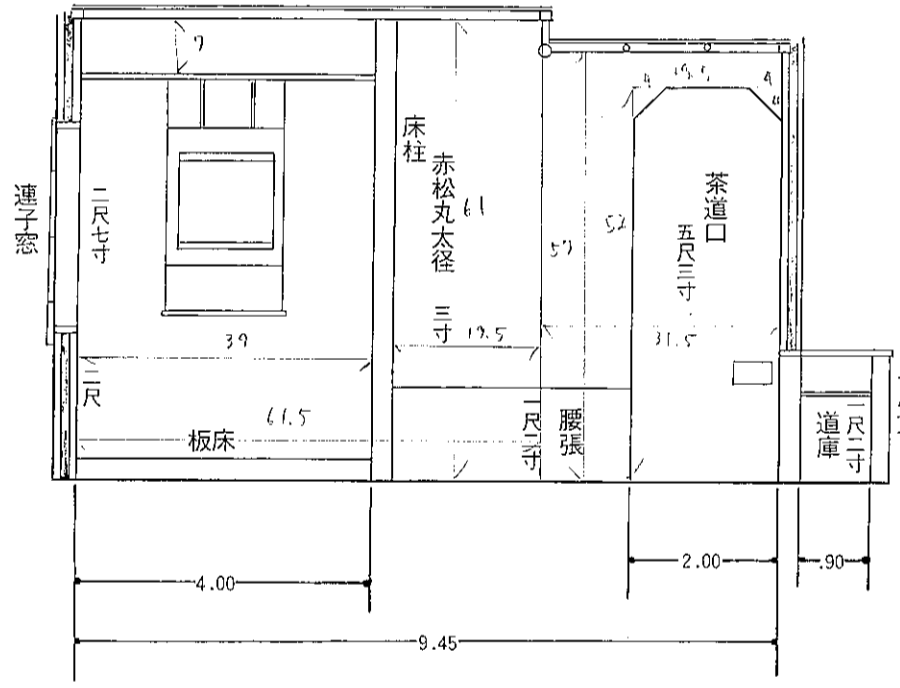 連子窓
二尺七寸
二尺
板床
床柱
赤松丸太径
三寸
一尺二寸
腰張
茶道口
五尺三寸
道庫
一尺二寸
7
39
61.5
61
19.5
57
52
31.5
4
4
4.00
2.00
.90
9.45